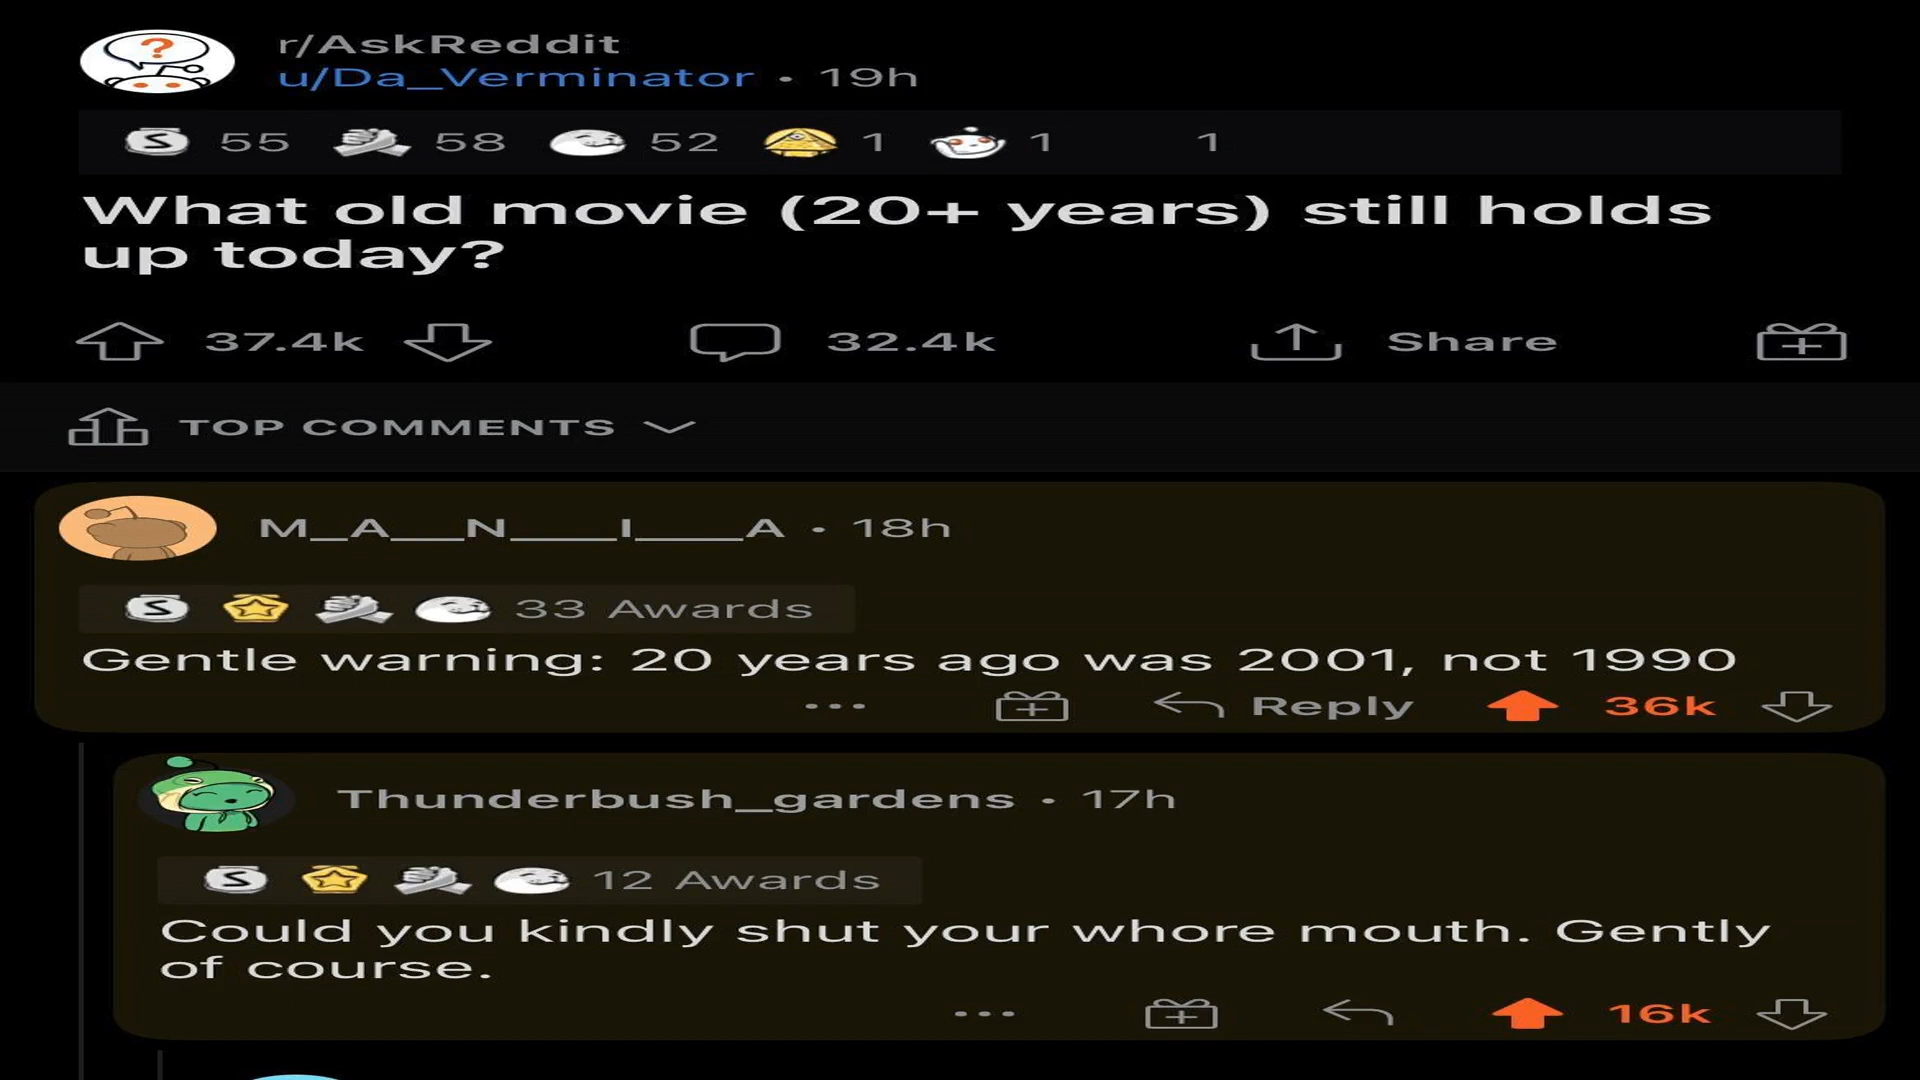 r/AskReddit
u/Da_Verminator • 19h
55 58 52 1 1 1
What old movie (20+ years) still holds
up today?
37.4k 32.4k Share
TOP COMMENTS
M_A__N___I___A • 18h
33 Awards
Gentle warning: 20 years ago was 2001, not 1990
... Reply 36k
Thunderbush_gardens • 17h
12 Awards
Could you kindly shut your whore mouth. Gently
of course.
... 16k